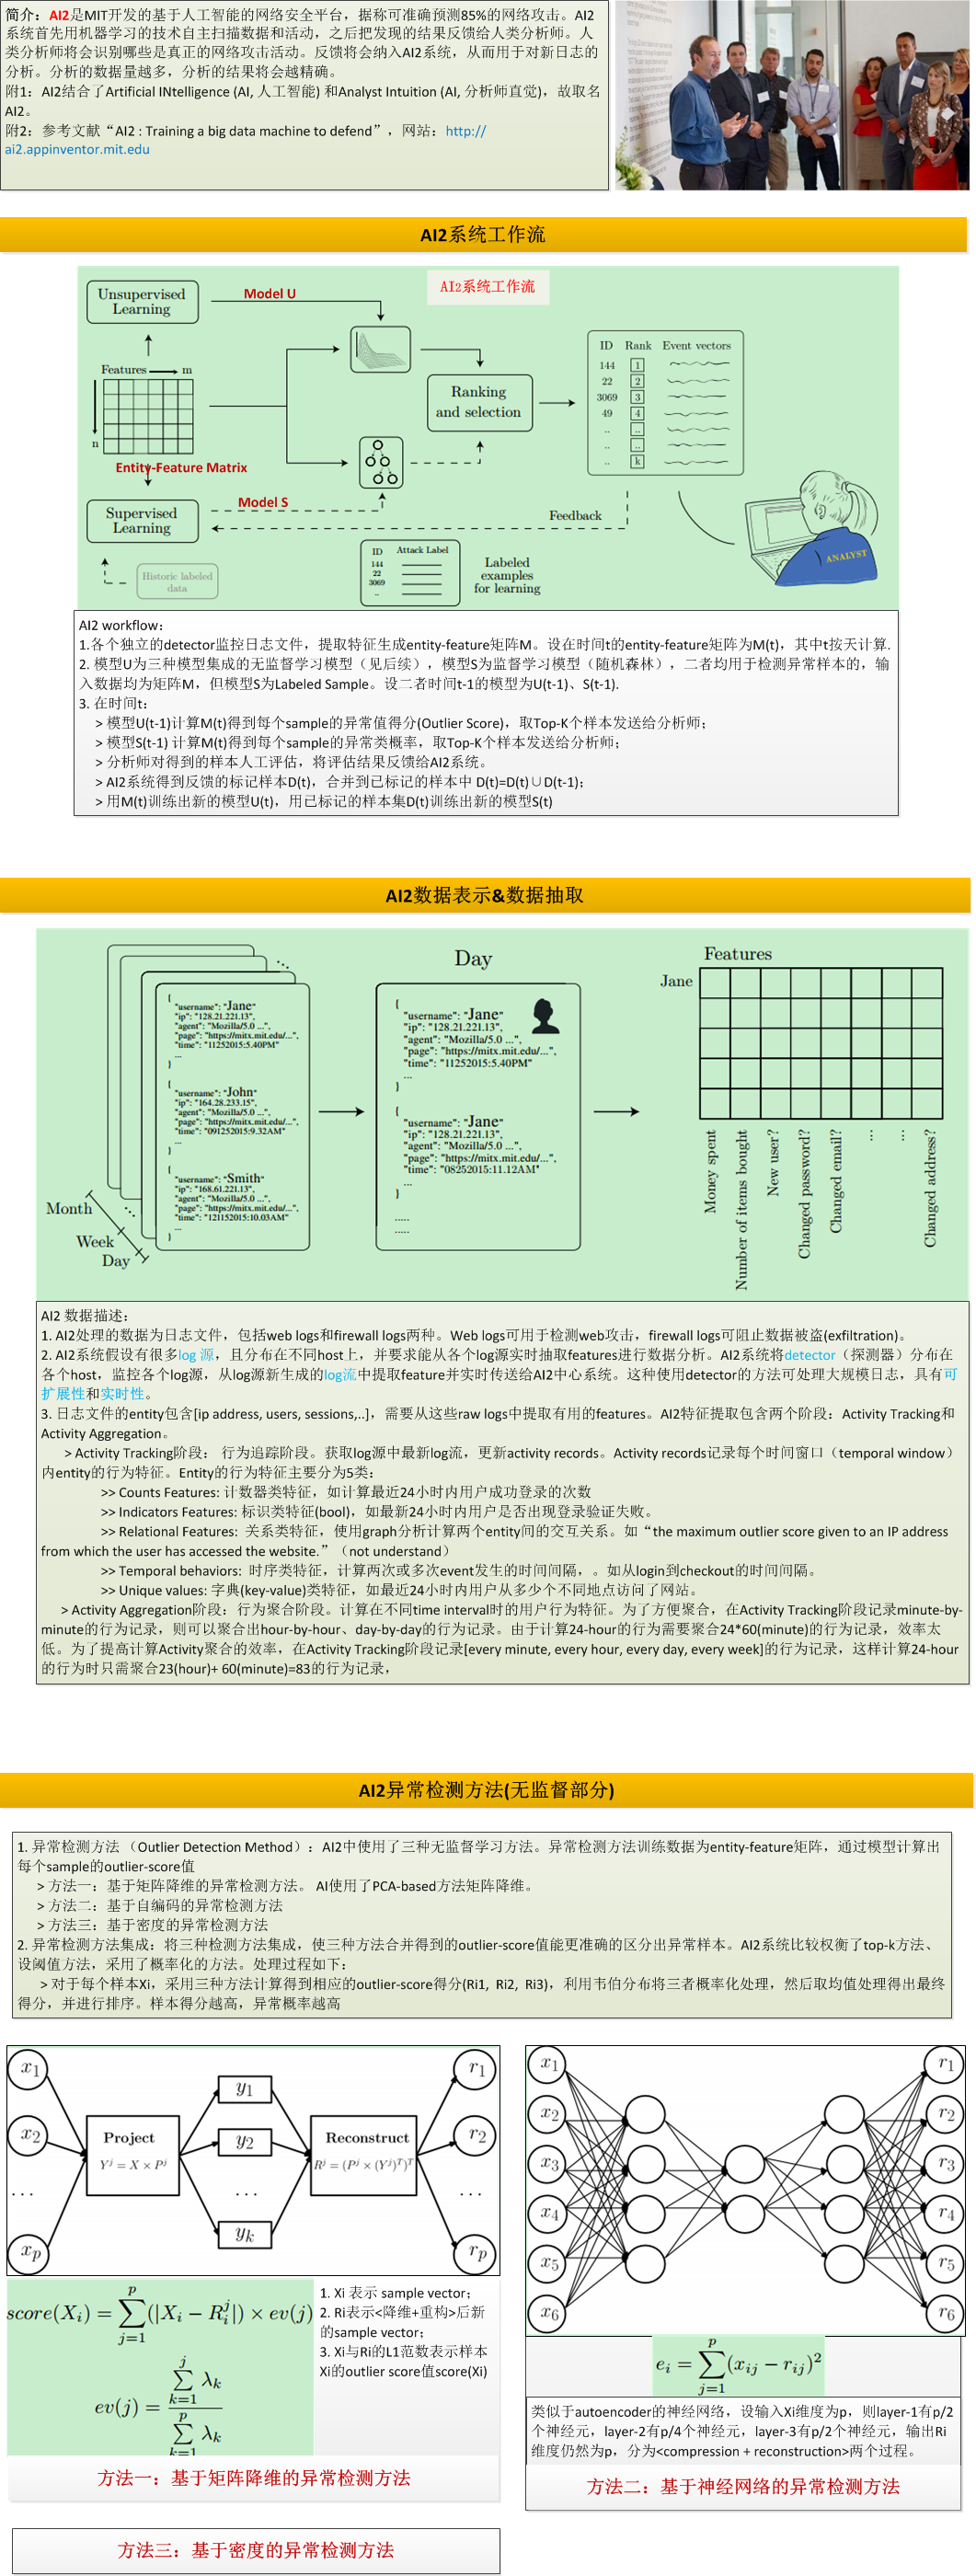 简介：AI2是MIT开发的基于人工智能的网络安全平台，据称可准确预测85%的网络攻击。AI2
系统首先用机器学习的技术自主扫描数据和活动，之后把发现的结果反馈给人类分析师。人
类分析师将会识别哪些是真正的网络攻击活动。反馈将会纳入AI2系统，从而用于对新日志的
分析。分析的数据量越多，分析的结果将会越精确。
附1：AI2结合了Artificial INtelligence (AI, 人工智能) 和Analyst Intuition (AI, 分析师直觉)，故取名
AI2。
附2：参考文献“AI2 : Training a big data machine to defend”，网站：http://
ai2.appinventor.mit.edu
AI2系统工作流
AI2系统工作流
Unsupervised
Learning
Model U
Features
m
n
Entity-Feature Matrix
Supervised
Learning
Model S
Historic labeled
data
Ranking
and selection
ID Rank Event vectors
144 1
22 2
3069 3
49 4
.. ..
.. ..
.. k
Feedback
ID Attack Label
144
22
3069
..
Labeled
examples
for learning
ANALYST
AI2 workflow：
1.各个独立的detector监控日志文件，提取特征生成entity-feature矩阵M。设在时间t的entity-feature矩阵为M(t)，其中t按天计算.
2. 模型U为三种模型集成的无监督学习模型（见后续），模型S为监督学习模型（随机森林），二者均用于检测异常样本的，输
入数据均为矩阵M，但模型S为Labeled Sample。设二者时间t-1的模型为U(t-1)、S(t-1).
3. 在时间t：
> 模型U(t-1)计算M(t)得到每个sample的异常值得分(Outlier Score)，取Top-K个样本发送给分析师；
> 模型S(t-1) 计算M(t)得到每个sample的异常类概率，取Top-K个样本发送给分析师；
> 分析师对得到的样本人工评估，将评估结果反馈给AI2系统。
> AI2系统得到反馈的标记样本D(t)，合并到已标记的样本中 D(t)=D(t)∪D(t-1)；
> 用M(t)训练出新的模型U(t)，用已标记的样本集D(t)训练出新的模型S(t)
AI2数据表示&数据抽取
{
"username": "Jane"
"ip": "128.21.221.13",
"agent": "Mozilla/5.0 ...",
"page": "https://mitx.mit.edu/...",
"time": "11252015:5.40PM"
...
}
{
"username": "John"
"ip": "164.28.233.15"
"agent": "Mozilla/5.0 ...",
"page": "https://mitx.mit.edu/...",
"time": "091252015:9.32AM"
...
}
{
"username": "Smith"
"ip": "168.61.221.13",
"agent": "Mozilla/5.0 ...",
"page": "https://mitx.mit.edu/...",
"time": "121152015:10.03AM"
...
}
Month
Week
Day
Day
{
"username": "Jane"
"ip": "128.21.221.13",
"agent": "Mozilla/5.0 ...",
"page": "https://mitx.mit.edu/...",
"time": "11252015:5.40PM"
...
}
{
"username": "Jane"
"ip": "128.21.221.13",
"agent": "Mozilla/5.0 ...",
"page": "https://mitx.mit.edu/...",
"time": "08252015:11.12AM"
...
}
.....
.....
Features
Jane
Money spent
Number of items bought
New user?
Changed password?
Changed email?
...
...
Changed address?
AI2 数据描述：
1. AI2处理的数据为日志文件，包括web logs和firewall logs两种。Web logs可用于检测web攻击，firewall logs可阻止数据被盗(exfiltration)。
2. AI2系统假设有很多log 源，且分布在不同host上，并要求能从各个log源实时抽取features进行数据分析。AI2系统将detector（探测器）分布在
各个host，监控各个log源，从log源新生成的log流中提取feature并实时传送给AI2中心系统。这种使用detector的方法可处理大规模日志，具有可
扩展性和实时性。
3. 日志文件的entity包含[ip address, users, sessions,..]，需要从这些raw logs中提取有用的features。AI2特征提取包含两个阶段：Activity Tracking和
Activity Aggregation。
> Activity Tracking阶段： 行为追踪阶段。获取log源中最新log流，更新activity records。Activity records记录每个时间窗口（temporal window）
内entity的行为特征。Entity的行为特征主要分为5类：
>> Counts Features: 计数器类特征，如计算最近24小时内用户成功登录的次数
>> Indicators Features: 标识类特征(bool)，如最新24小时内用户是否出现登录验证失败。
>> Relational Features: 关系类特征，使用graph分析计算两个entity间的交互关系。如“the maximum outlier score given to an IP address
from which the user has accessed the website.”（not understand）
>> Temporal behaviors: 时序类特征，计算两次或多次event发生的时间间隔，。如从login到checkout的时间间隔。
>> Unique values: 字典(key-value)类特征，如最近24小时内用户从多少个不同地点访问了网站。
> Activity Aggregation阶段：行为聚合阶段。计算在不同time interval时的用户行为特征。为了方便聚合，在Activity Tracking阶段记录minute-by-
minute的行为记录，则可以聚合出hour-by-hour、day-by-day的行为记录。由于计算24-hour的行为需要聚合24*60(minute)的行为记录，效率太
低。为了提高计算Activity聚合的效率，在Activity Tracking阶段记录[every minute, every hour, every day, every week]的行为记录，这样计算24-hour
的行为时只需聚合23(hour)+ 60(minute)=83的行为记录，
AI2异常检测方法(无监督部分)
1. 异常检测方法 （Outlier Detection Method）：AI2中使用了三种无监督学习方法。异常检测方法训练数据为entity-feature矩阵，通过模型计算出
每个sample的outlier-score值
> 方法一：基于矩阵降维的异常检测方法。 AI使用了PCA-based方法矩阵降维。
> 方法二：基于自编码的异常检测方法
> 方法三：基于密度的异常检测方法
2. 异常检测方法集成：将三种检测方法集成，使三种方法合并得到的outlier-score值能更准确的区分出异常样本。AI2系统比较权衡了top-k方法、
设阈值方法，采用了概率化的方法。处理过程如下：
> 对于每个样本Xi，采用三种方法计算得到相应的outlier-score得分(Ri1, Ri2, Ri3)，利用韦伯分布将三者概率化处理，然后取均值处理得出最终
得分，并进行排序。样本得分越高，异常概率越高
x1
x2
. . .
xp
Project
Y^j = X × P^j
y1
y2
. . .
yk
Reconstruct
R^j = (P^j × (Y^j)^T)^T
r1
r2
. . .
rp
score(X_i) = ∑_{j=1}^{p} (|X_i − R_i^j|) × ev(j)
ev(j) = ∑_{k=1}^{j} λ_k / ∑_{k=1}^{p} λ_k
1. Xi 表示 sample vector；
2. Ri表示<降维+重构>后新
的sample vector；
3. Xi与Ri的L1范数表示样本
Xi的outlier score值score(Xi)
方法一：基于矩阵降维的异常检测方法
x1
x2
x3
x4
x5
x6
r1
r2
r3
r4
r5
r6
e_i = ∑_{j=1}^{p} (x_ij − r_ij)^2
类似于autoencoder的神经网络，设输入Xi维度为p，则layer-1有p/2
个神经元，layer-2有p/4个神经元，layer-3有p/2个神经元，输出Ri
维度仍然为p，分为<compression + reconstruction>两个过程。
方法二：基于神经网络的异常检测方法
方法三：基于密度的异常检测方法